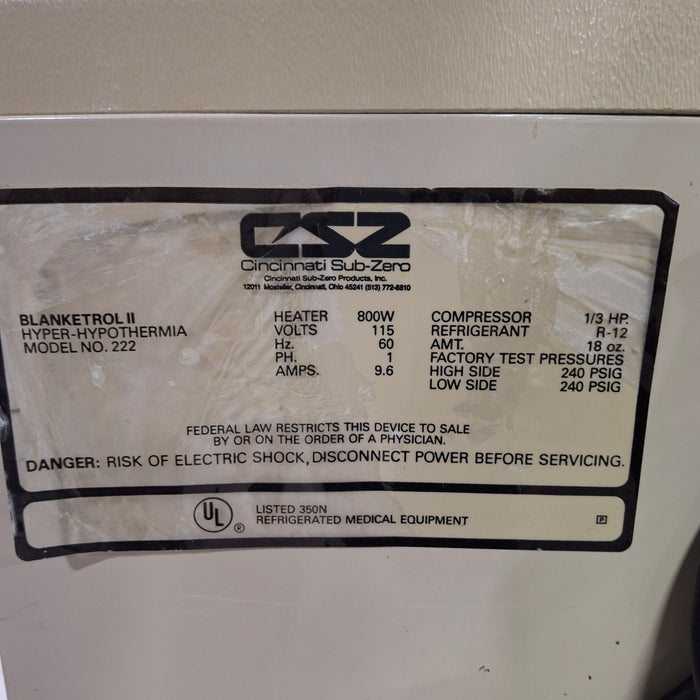 CSZ
Cincinnati Sub-Zero
Cincinnati Sub-Zero Products, Inc.
12011 Mosteller, Cincinnati, Ohio 45241 (513) 772-8810
BLANKETROL II
HYPER-HYPOTHERMIA
MODEL NO. 222
HEATER 800W
VOLTS 115
Hz. 60
PH. 1
AMPS. 9.6
COMPRESSOR 1/3 HP.
REFRIGERANT R-12
AMT. 18 oz.
FACTORY TEST PRESSURES
HIGH SIDE 240 PSIG
LOW SIDE 240 PSIG
FEDERAL LAW RESTRICTS THIS DEVICE TO SALE
BY OR ON THE ORDER OF A PHYSICIAN.
DANGER: RISK OF ELECTRIC SHOCK, DISCONNECT POWER BEFORE SERVICING.
UL ®
LISTED 350N
REFRIGERATED MEDICAL EQUIPMENT
P